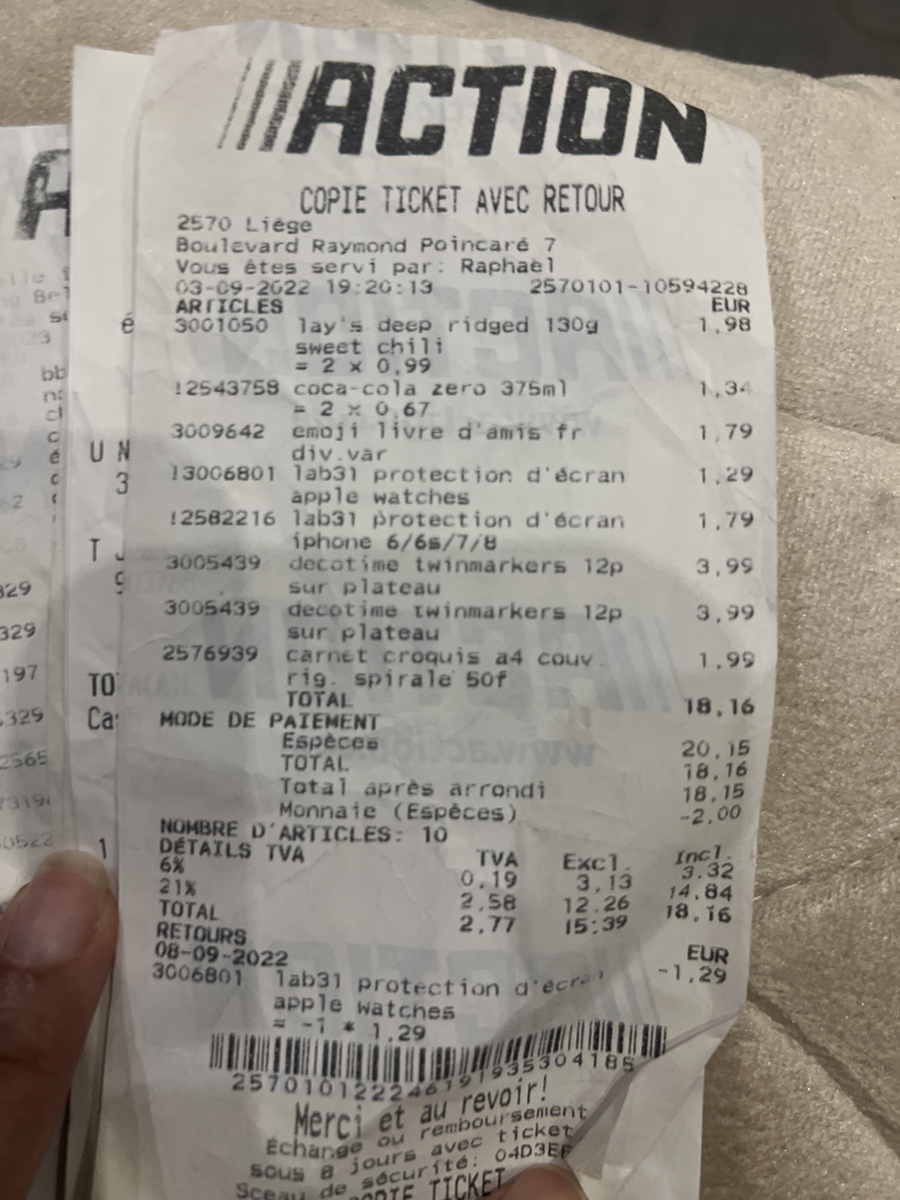 ACTION
COPIE TICKET AVEC RETOUR
2570 Liège
Boulevard Raymond Poincaré 7
Vous êtes servi par: Raphaël
03-09-2022 19:20:13 2570101-10594228
ARTICLES EUR
3001050 lay's deep ridged 130g 1,98
sweet chili
= 2 x 0,99
!2543758 coca-cola zero 375ml 1,34
= 2 x 0,67
3009642 emoji livre d'amis fr 1,79
div.var
!3006801 lab31 protection d'écran 1,29
apple watches
!2582216 lab31 protection d'écran 1,79
iphone 6/6s/7/8
3005439 decotime twinmarkers 12p 3,99
sur plateau
3005439 decotime twinmarkers 12p 3,99
sur plateau
2576939 carnet croquis a4 couv. 1,99
rig. spirale 50f
TOTAL 18,16
MODE DE PAIEMENT
Espèces 20,15
TOTAL 18,16
Total après arrondi 18,15
Monnaie (Espèces) -2,00
NOMBRE D'ARTICLES: 10
DÉTAILS TVA TVA Excl. Incl.
6% 0,19 3,13 3,32
21% 2,58 12,26 14,84
TOTAL 2,77 15,39 18,16
RETOURS
08-09-2022 EUR
3006801 lab31 protection d'écran -1,29
apple watches
= -1 * 1,29
Merci et au revoir!
Échange ou remboursement
sous 8 jours avec ticket
Sceau de sécurité:
COPIE TICKET